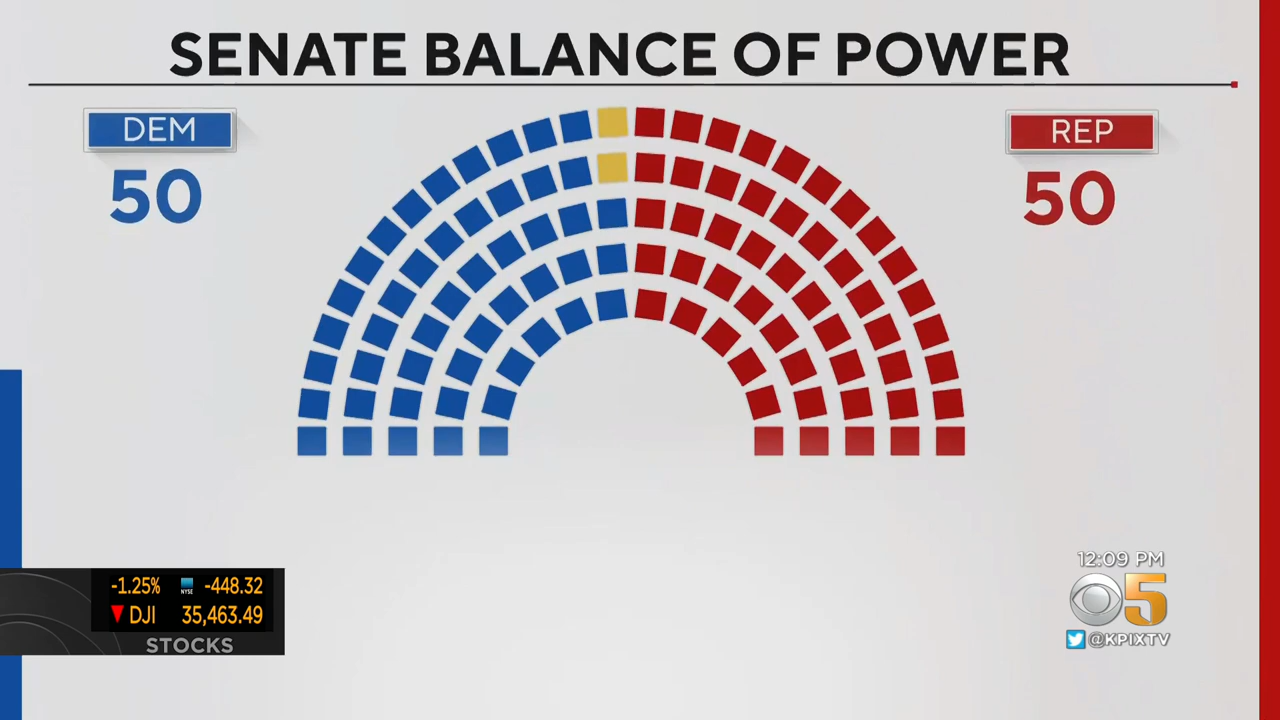 SENATE BALANCE OF POWER
DEM
50
REP
50
-1.25% NYSE -448.32
▼ DJI 35,463.49
STOCKS
12:09 PM
5
@KPIXTV